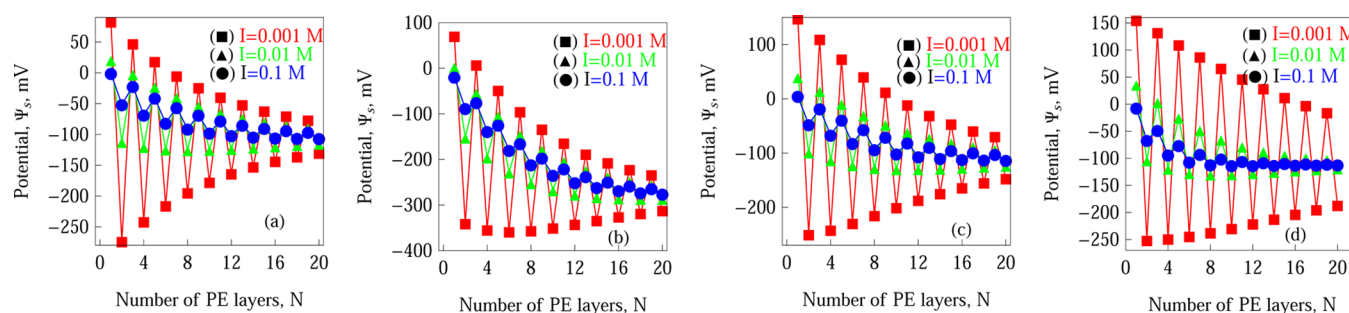 Potential, Ψs, mV
50
0
−50
−100
−150
−200
−250
(■) I=0.001 M
(▲) I=0.01 M
(●) I=0.1 M
(a)
0 4 8 12 16 20
Number of PE layers, N
Potential, Ψs, mV
100
0
−100
−200
−300
−400
(■) I=0.001 M
(▲) I=0.01 M
(●) I=0.1 M
(b)
0 4 8 12 16 20
Number of PE layers, N
Potential, Ψs, mV
100
0
−100
−200
(■) I=0.001 M
(▲) I=0.01 M
(●) I=0.1 M
(c)
0 4 8 12 16 20
Number of PE layers, N
Potential, Ψs, mV
150
100
50
0
−50
−100
−150
−200
−250
(■) I=0.001 M
(▲) I=0.01 M
(●) I=0.1 M
(d)
0 4 8 12 16 20
Number of PE layers, N